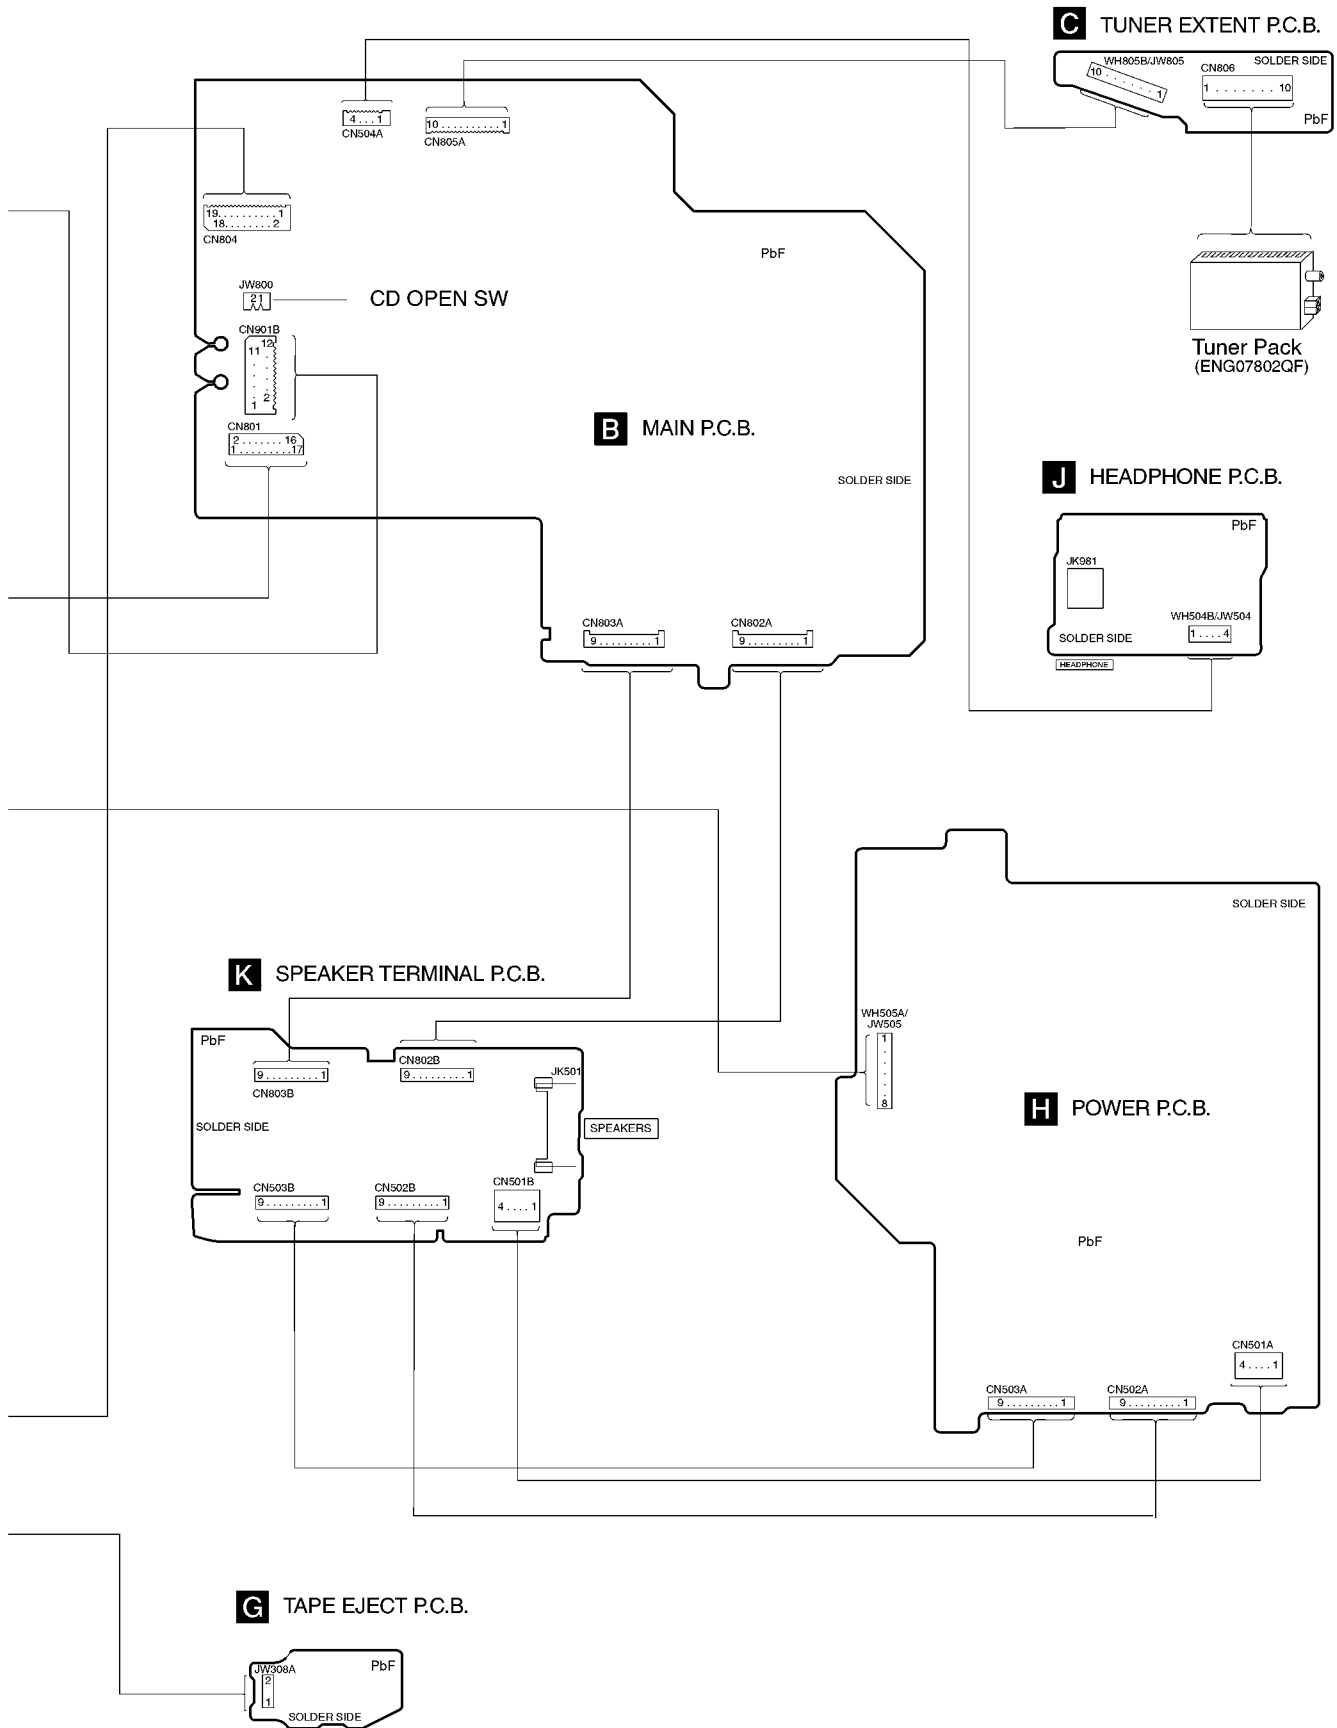 C TUNER EXTENT P.C.B.
WH805B/JW805
10 . . . . . . 1
CN806
SOLDER SIDE
1 . . . . . . . 10
PbF
4 . . . 1
CN504A
10 . . . . . . . . . . 1
CN805A
19 . . . . . . . . . . 1
18 . . . . . . . . 2
CN804
PbF
JW800
2 1
CD OPEN SW
CN901B
12
11
2
1
CN801
2 . . . . . . . 16
1 . . . . . . . . . 17
B MAIN P.C.B.
SOLDER SIDE
Tuner Pack
(ENG07802QF)
J HEADPHONE P.C.B.
PbF
JK981
WH504B/JW504
1 . . . . 4
SOLDER SIDE
HEADPHONE
CN803A
9 . . . . . . . . . 1
CN802A
9 . . . . . . . . . 1
SOLDER SIDE
K SPEAKER TERMINAL P.C.B.
PbF
9 . . . . . . . . . 1
CN803B
CN802B
9 . . . . . . . . . 1
JK501
SOLDER SIDE
SPEAKERS
CN503B
9 . . . . . . . . . 1
CN502B
9 . . . . . . . . . 1
CN501B
4 . . . . 1
WH505A/
JW505
1
8
H POWER P.C.B.
PbF
CN501A
4 . . . . 1
CN503A
9 . . . . . . . . . 1
CN502A
9 . . . . . . . . . 1
G TAPE EJECT P.C.B.
JW308A
2
1
PbF
SOLDER SIDE